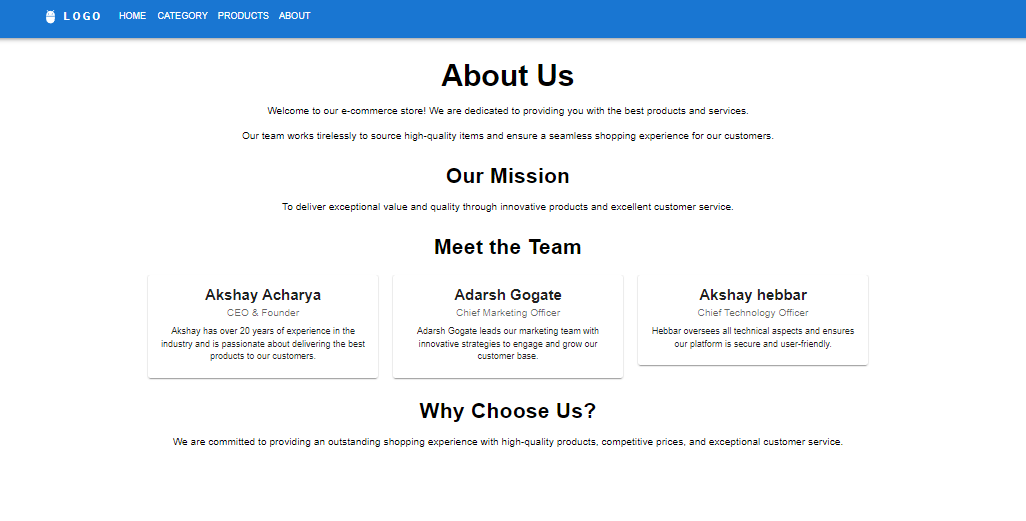 LOGO HOME CATEGORY PRODUCTS ABOUT
About Us
Welcome to our e-commerce store! We are dedicated to providing you with the best products and services.
Our team works tirelessly to source high-quality items and ensure a seamless shopping experience for our customers.
Our Mission
To deliver exceptional value and quality through innovative products and excellent customer service.
Meet the Team
Akshay Acharya
CEO & Founder
Akshay has over 20 years of experience in the
industry and is passionate about delivering the best
products to our customers.
Adarsh Gogate
Chief Marketing Officer
Adarsh Gogate leads our marketing team with
innovative strategies to engage and grow our
customer base.
Akshay hebbar
Chief Technology Officer
Hebbar oversees all technical aspects and ensures
our platform is secure and user-friendly.
Why Choose Us?
We are committed to providing an outstanding shopping experience with high-quality products, competitive prices, and exceptional customer service.